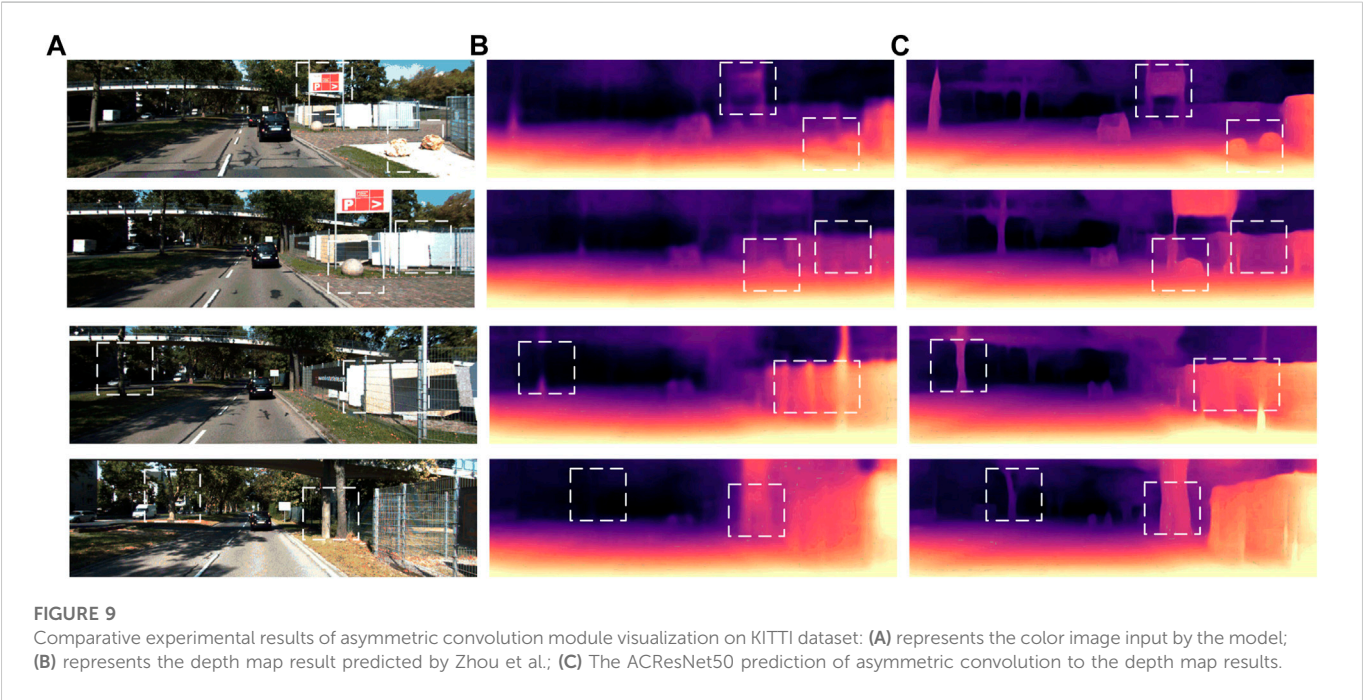 A
B
C
P
P
FIGURE 9
Comparative experimental results of asymmetric convolution module visualization on KITTI dataset: (A) represents the color image input by the model;
(B) represents the depth map result predicted by Zhou et al.; (C) The ACResNet50 prediction of asymmetric convolution to the depth map results.